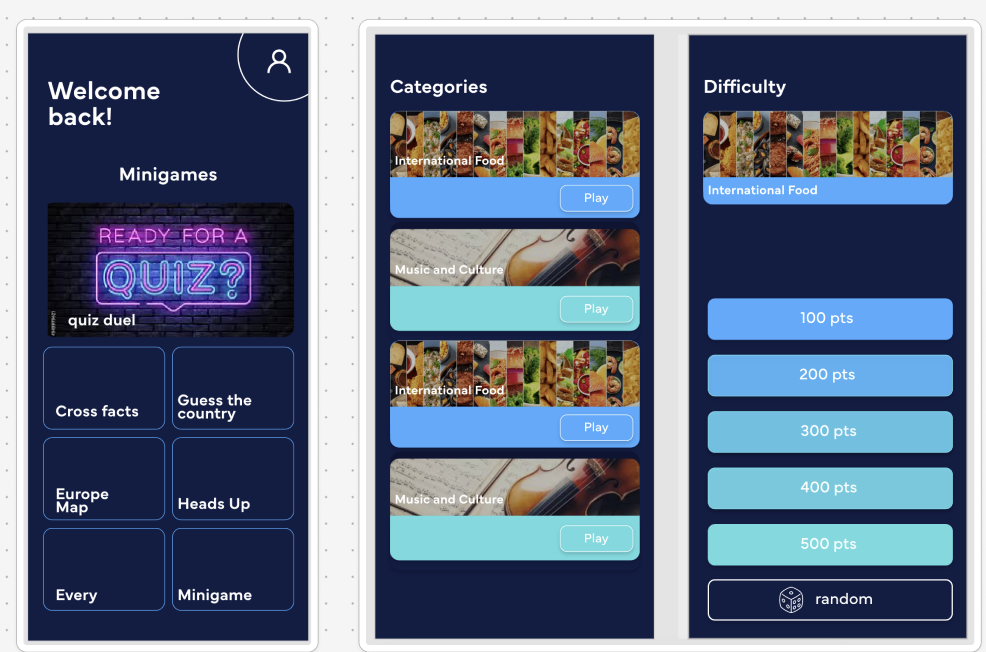 Welcome
back!
Minigames
READY FOR A
QUIZ?
quiz duel
Cross facts
Guess the
country
Europe
Map
Heads Up
Every
Minigame
Categories
International Food
Play
Music and Culture
Play
International Food
Play
Music and Culture
Play
Difficulty
International Food
100 pts
200 pts
300 pts
400 pts
500 pts
random